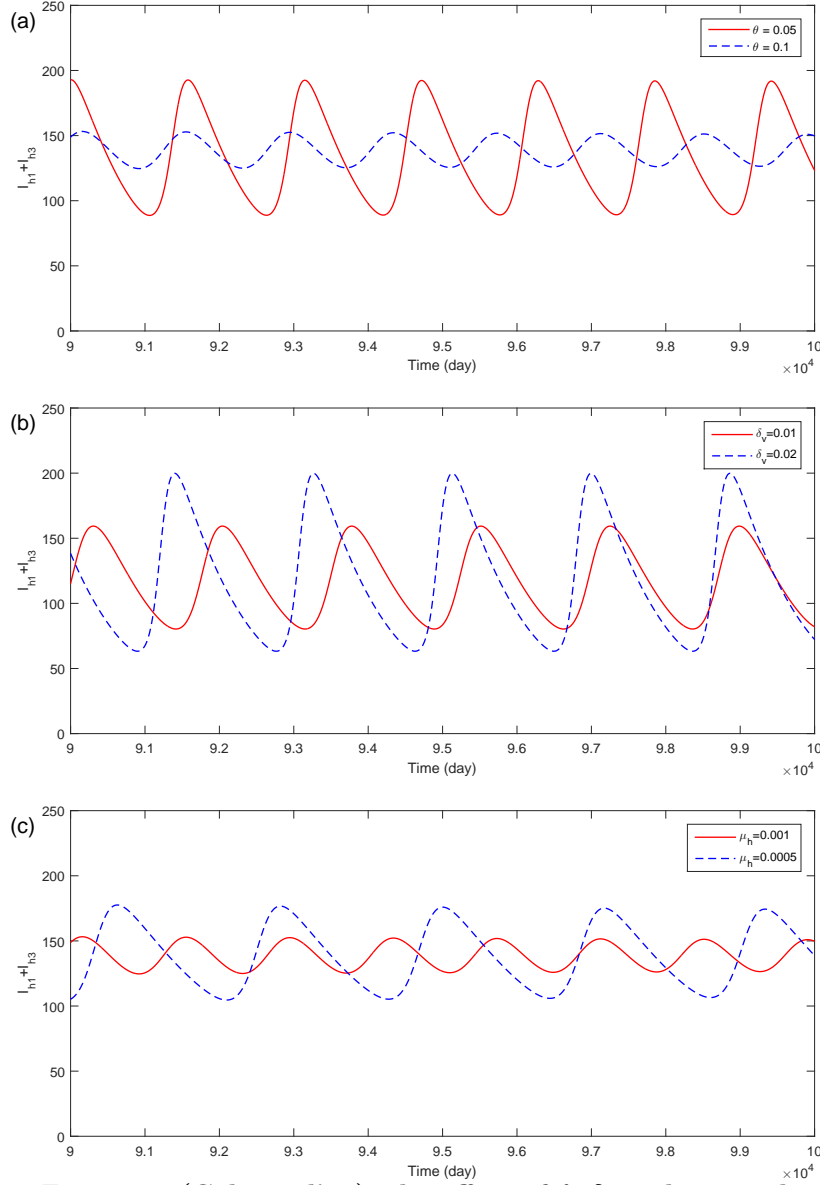 (a)
250
200
150
100
50
0
I_h1+I_h3
θ = 0.05
θ = 0.1
9 9.1 9.2 9.3 9.4 9.5 9.6 9.7 9.8 9.9 10
Time (day)
×10^4
(b)
250
200
150
100
50
0
I_h1+I_h3
δ_v=0.01
δ_v=0.02
9 9.1 9.2 9.3 9.4 9.5 9.6 9.7 9.8 9.9 10
Time (day)
×10^4
(c)
250
200
150
100
50
0
I_h1+I_h3
μ_h=0.001
μ_h=0.0005
9 9.1 9.2 9.3 9.4 9.5 9.6 9.7 9.8 9.9 10
Time (day)
×10^4